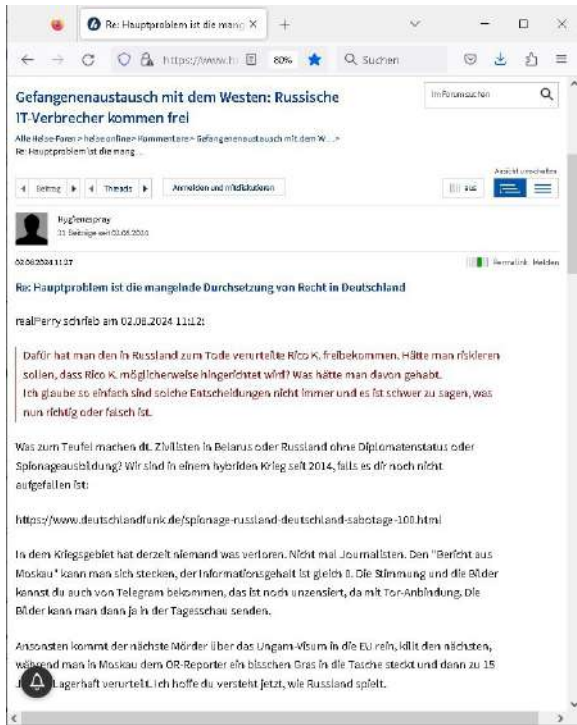 Re: Hauptproblem ist die mang
https://www.h
80%
Suchen
Gefangenenaustausch mit dem Westen: Russische
IT-Verbrecher kommen frei
Im Forum suchen
Alle Heise-Foren > heise online > Kommentare > Gefangenenaustausch mit dem W… >
Re: Hauptproblem ist die mang…
Ansicht umschalten
Beitrag
Threads
Anmelden und mitdiskutieren
aus
Hygienespray
seit 02.08.2024
02.08.2024 11:27
Permalink Melden
Re: Hauptproblem ist die mangelnde Durchsetzung von Recht in Deutschland
realPerry schrieb am 02.08.2024 11:12:
Dafür hat man den in Russland zum Tode verurteilte Rico K. freibekommen. Hätte man riskieren
sollen, dass Rico K. möglicherweise hingerichtet wird? Was hätte man davon gehabt.
Ich glaube so einfach sind solche Entscheidungen nicht immer und es ist schwer zu sagen, was
nun richtig oder falsch ist.
Was zum Teufel machen dt. Zivilisten in Belarus oder Russland ohne Diplomatenstatus oder
Spionageausbildung? Wir sind in einem hybriden Krieg seit 2014, falls es dir noch nicht
aufgefallen ist:
https://www.deutschlandfunk.de/spionage-russland-deutschland-sabotage-100.html
In dem Kriegsgebiet hat derzeit niemand was verloren. Nicht mal Journalisten. Den "Bericht aus
Moskau" kann man sich stecken, der Informationsgehalt ist gleich 0. Die Stimmung und die Bilder
kannst du auch von Telegram bekommen, das ist noch unzensiert, da mit Tor-Anbindung. Die
Bilder kann man dann ja in der Tagesschau senden.
Ansonsten kommt der nächste Mörder über das Ungarn-Visum in die EU rein, killt den nächsten,
während man in Moskau dem ÖR-Reporter ein bisschen Gras in die Tasche steckt und dann zu 15
Lagerhaft verurteilt. Ich hoffe du versteht jetzt, wie Russland spielt.